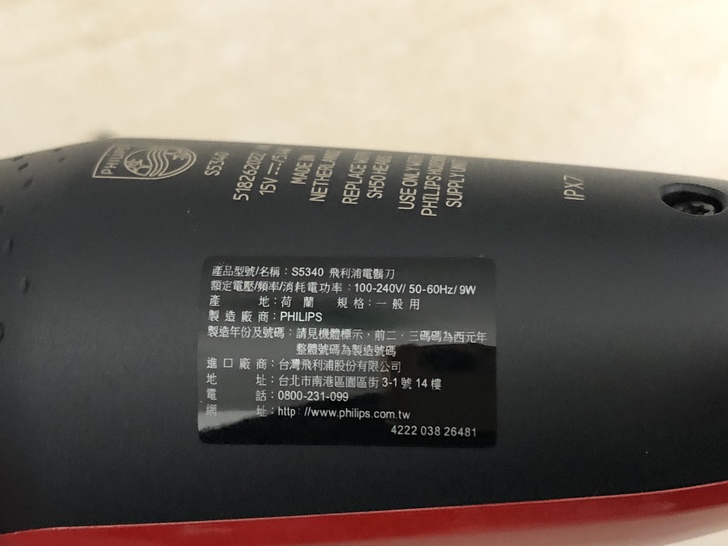 PHILIPS
S5340
15V
MADE IN
REPLACE
SH50 HEAD
USE ONLY
PHILIPS
SUPPLY UNIT
IPX7
產品型號/名稱：S5340 飛利浦電鬍刀
額定電壓/頻率/消耗電功率：100-240V/ 50-60Hz/ 9W
產 地：荷 蘭 規 格：一 般 用
製 造 廠 商：PHILIPS
製造年份及號碼：請見機體標示，前二、三碼碼為西元年
整體號碼為製造號碼
進 口 廠 商：台灣飛利浦股份有限公司
地 址：台北市南港區園區街 3-1 號 14 樓
電 話：0800-231-099
網 址：http://www.philips.com.tw
4222 038 26481